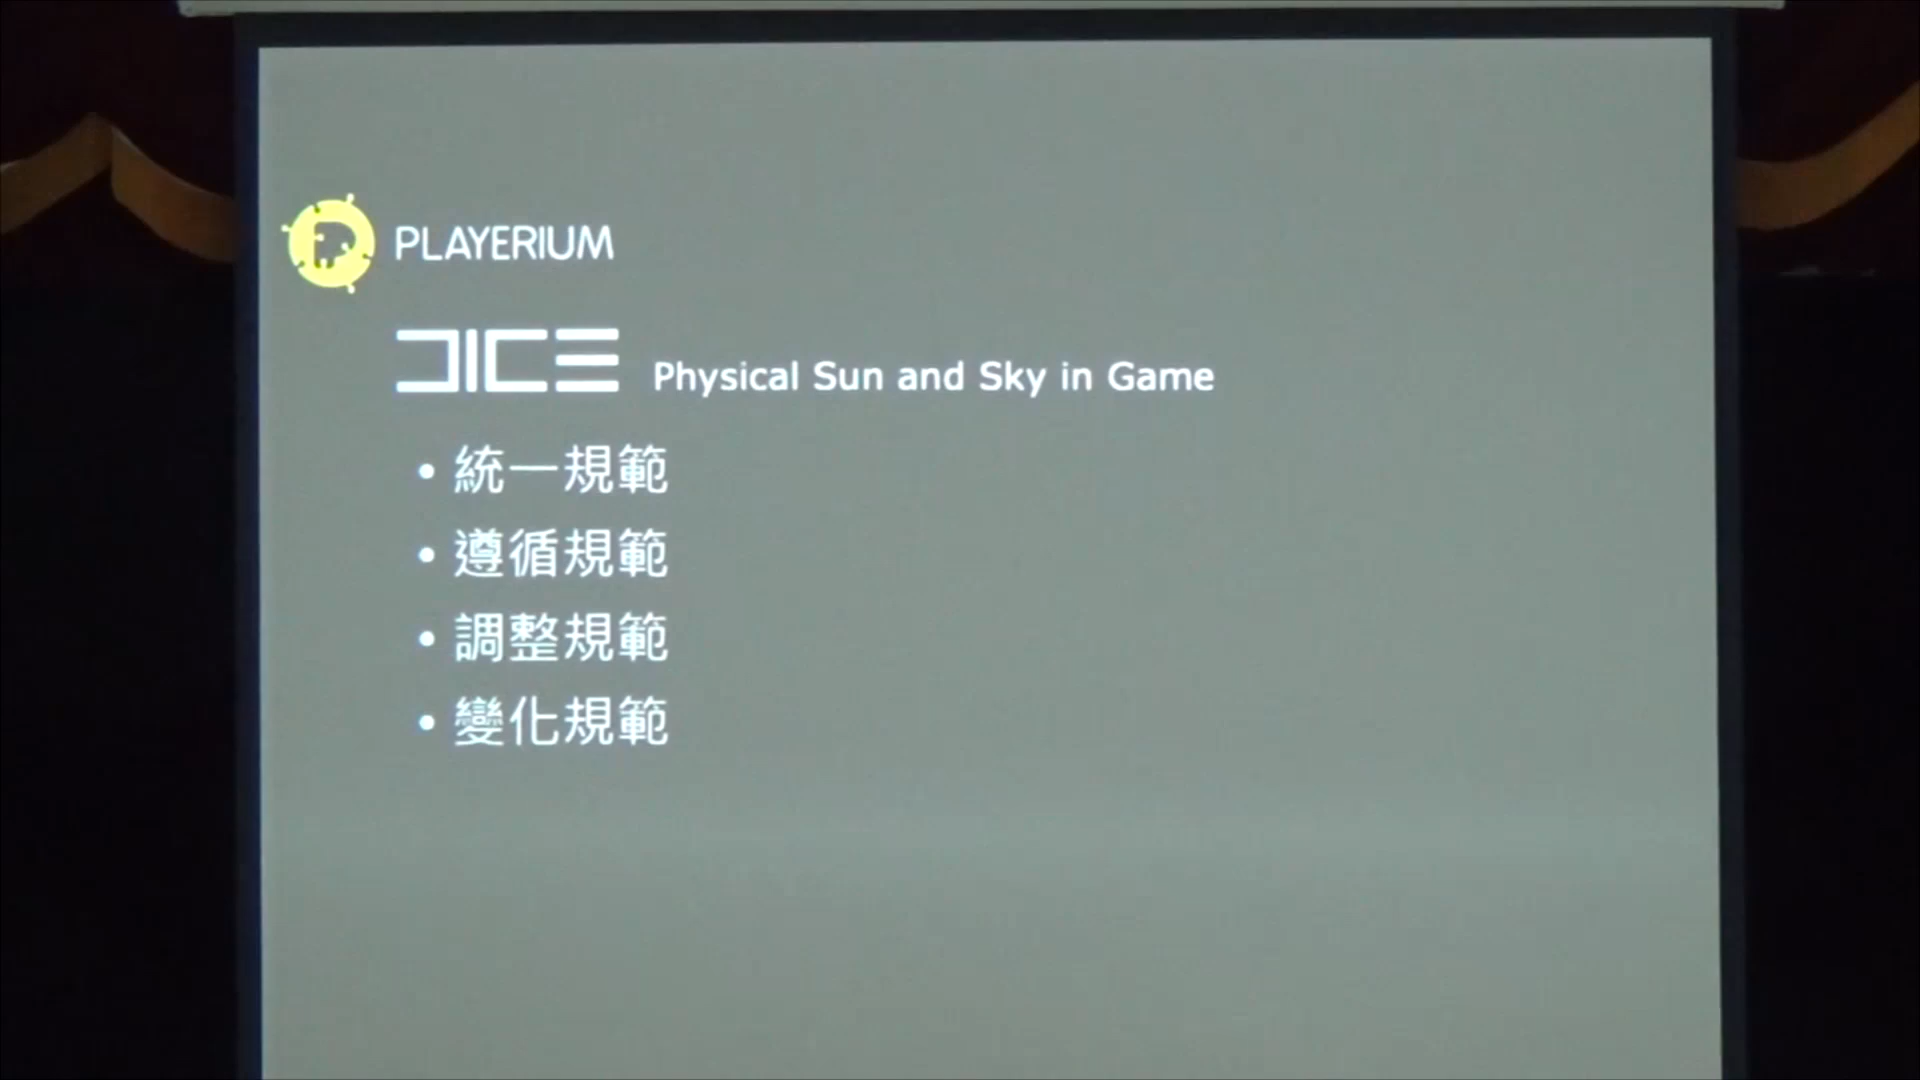 PLAYERIUM
DICE Physical Sun and Sky in Game
• 統一規範
• 遵循規範
• 調整規範
• 變化規範